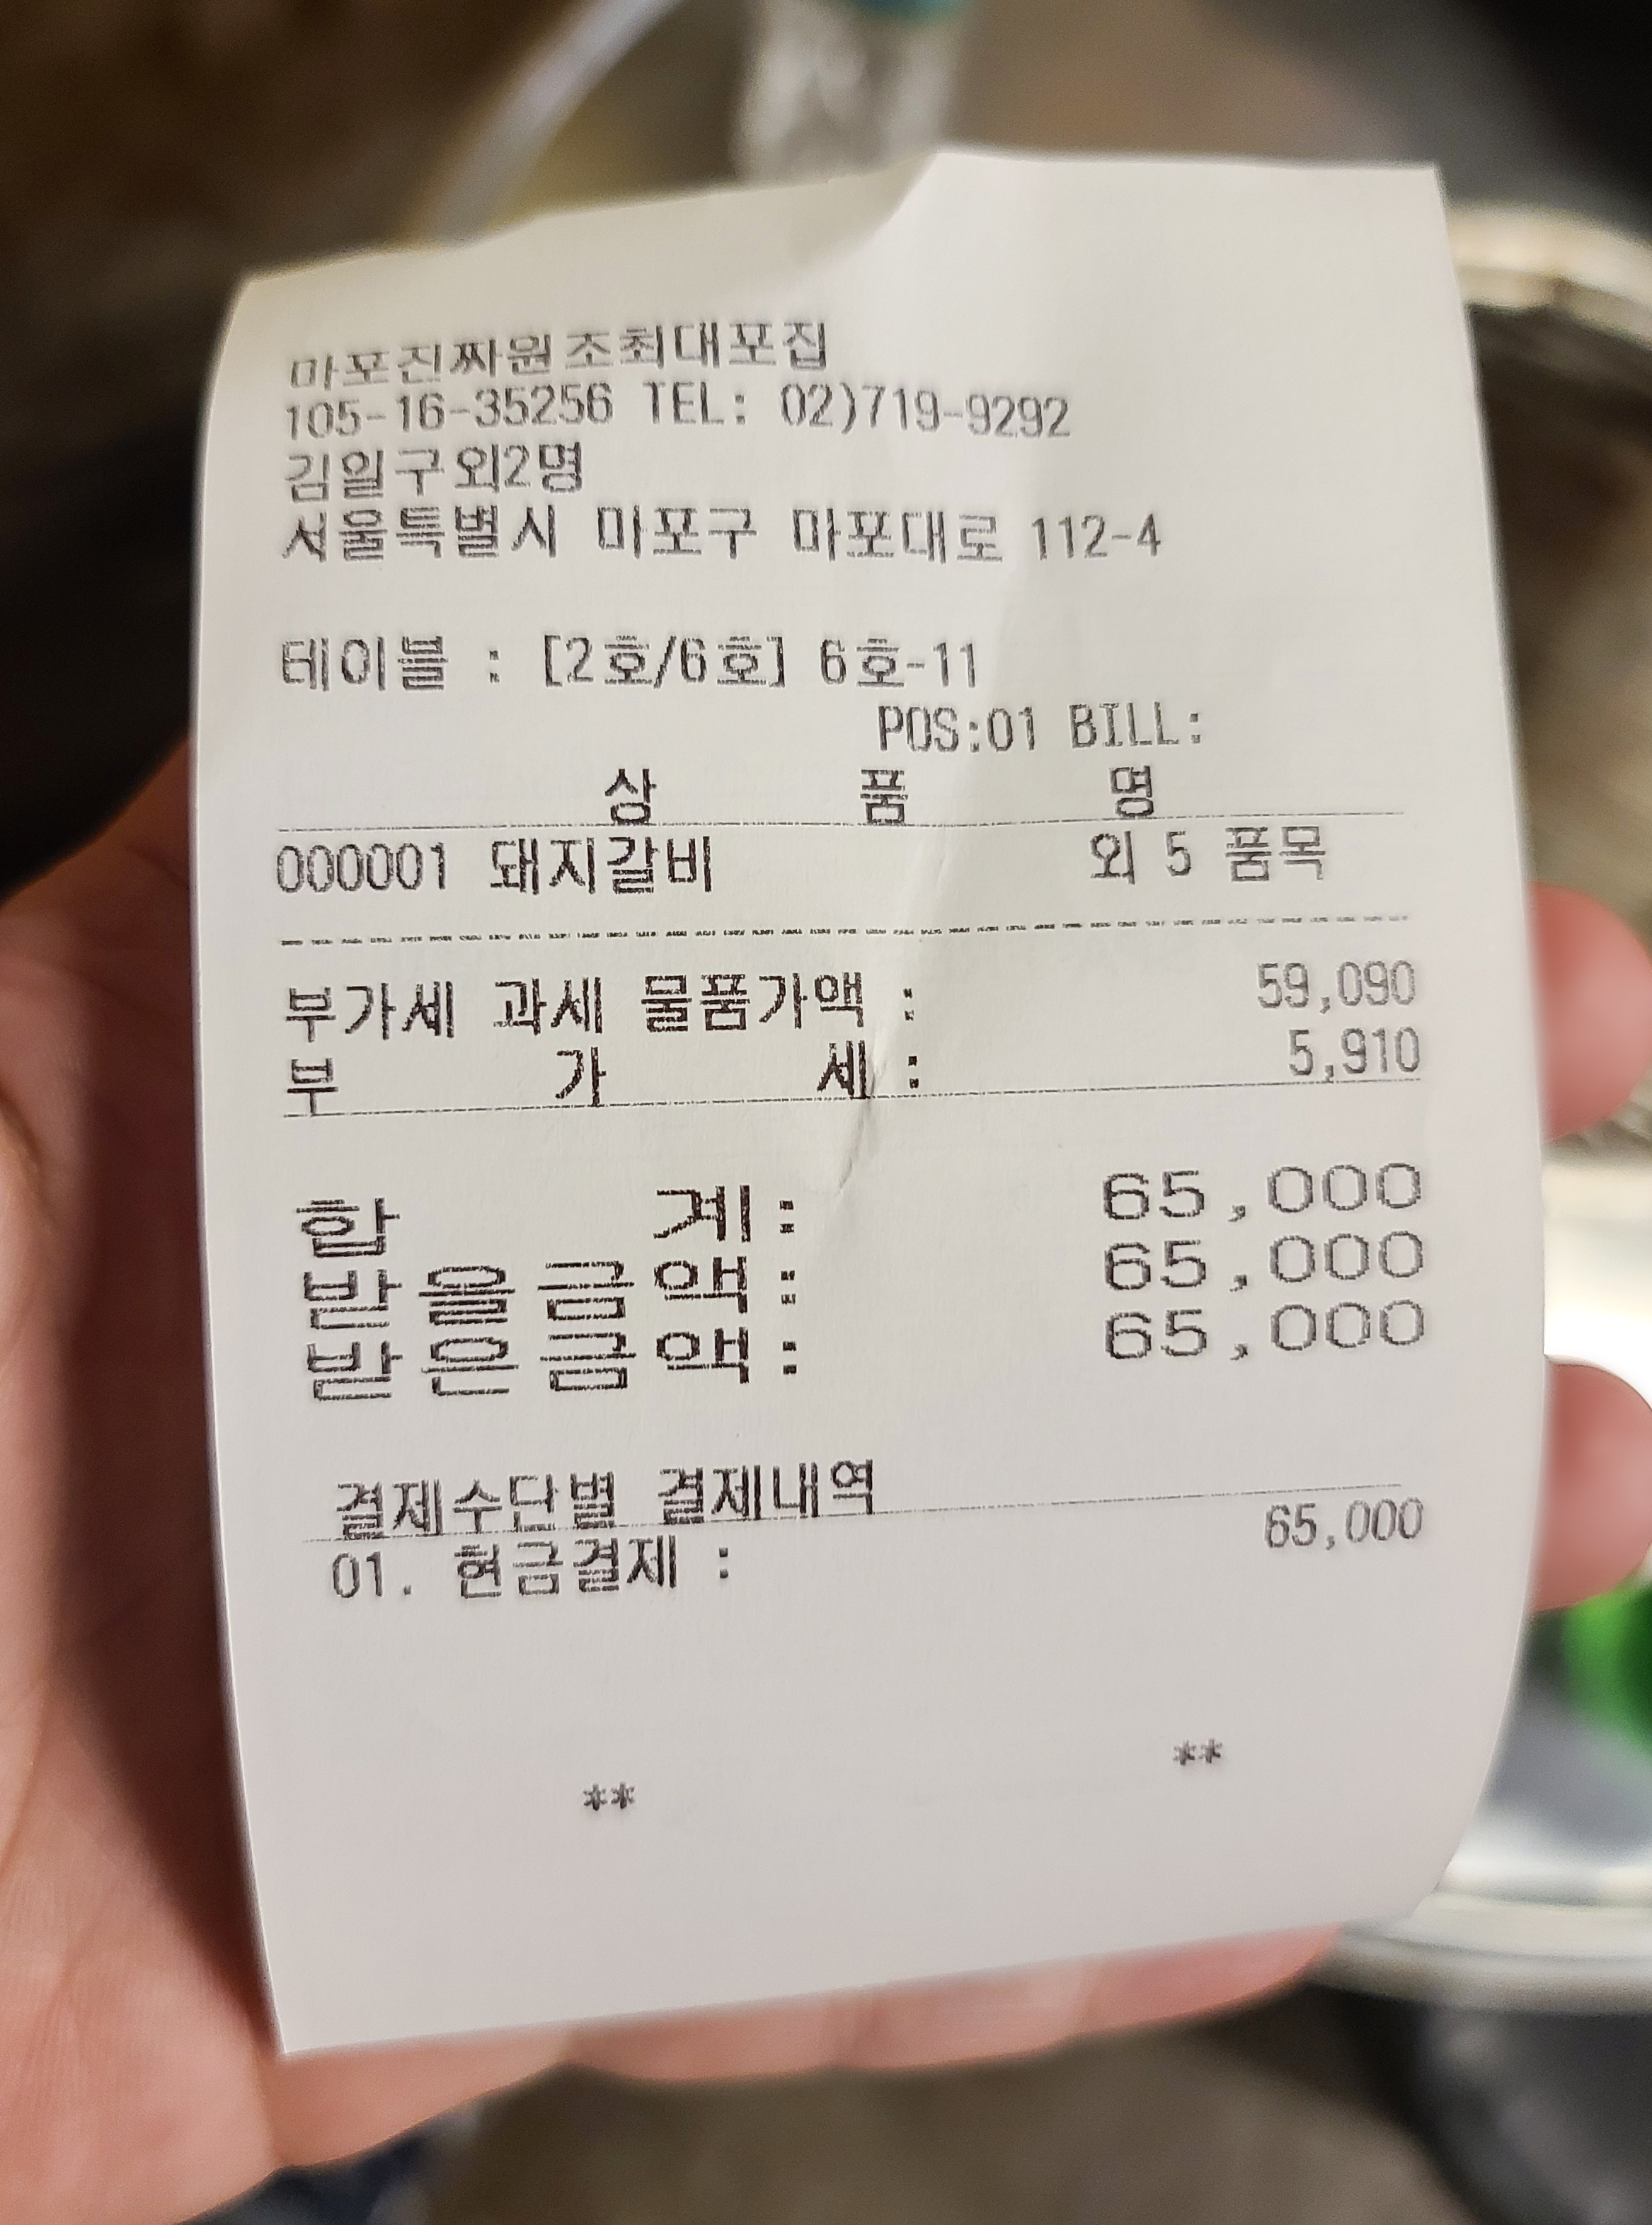 마포진짜원조최대포집
105-16-35256 TEL: 02)719-9292
김일구외2명
서울특별시 마포구 마포대로 112-4
테이블 : [2호/6호] 6호-11
POS:01 BILL:
상 품 명
000001 돼지갈비 외 5 품목
부가세 과세 물품가액 : 59,090
부 가 세 : 5,910
합 계: 65,000
받을금액: 65,000
받은금액: 65,000
결제수단별 결제내역
01. 현금결제 : 65,000
** **